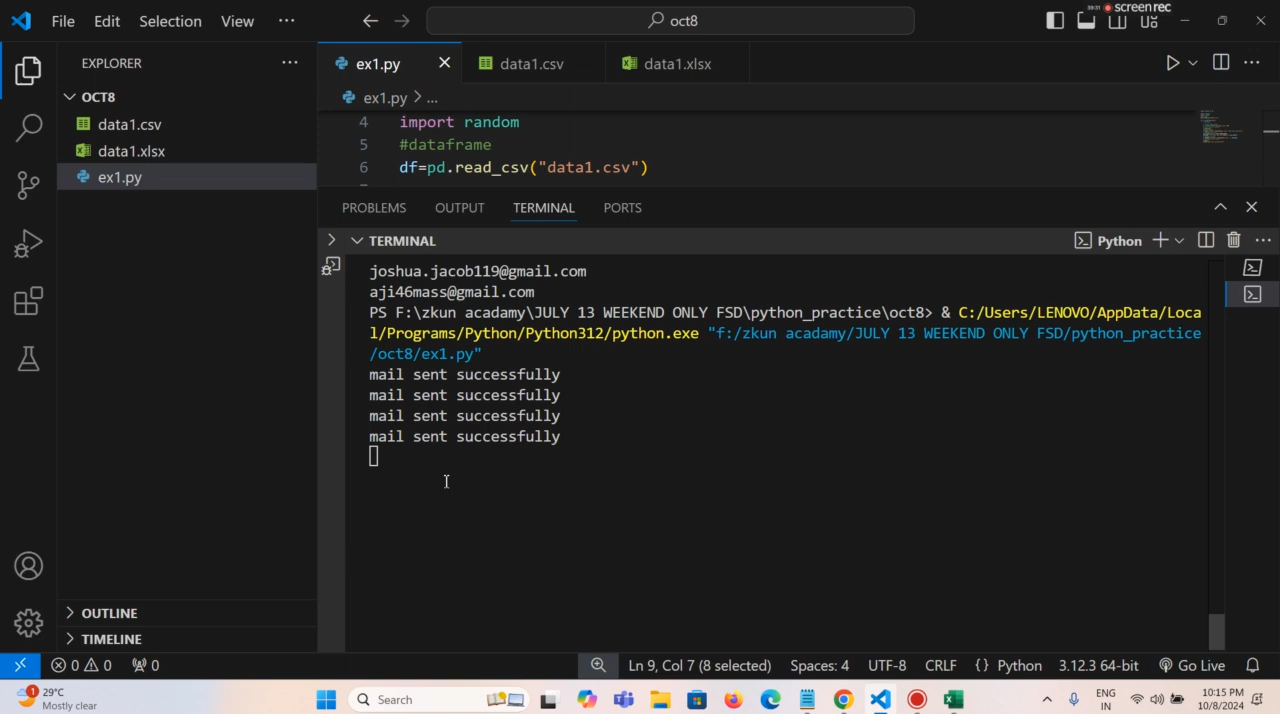 File Edit Selection View ··· oct8 screenrec
EXPLORER ···
OCT8
data1.csv
data1.xlsx
ex1.py
OUTLINE
TIMELINE
ex1.py data1.csv data1.xlsx
ex1.py > ...
4 import random
5 #dataframe
6 df=pd.read_csv("data1.csv")
PROBLEMS OUTPUT TERMINAL PORTS
TERMINAL Python
joshua.jacob119@gmail.com
aji46mass@gmail.com
PS F:\zkun acadamy\JULY 13 WEEKEND ONLY FSD\python_practice\oct8> & C:/Users/LENOVO/AppData/Loca
l/Programs/Python/Python312/python.exe "f:/zkun acadamy/JULY 13 WEEKEND ONLY FSD/python_practice
/oct8/ex1.py"
mail sent successfully
mail sent successfully
mail sent successfully
mail sent successfully
0 0 0 Ln 9, Col 7 (8 selected) Spaces: 4 UTF-8 CRLF {} Python 3.12.3 64-bit Go Live
1 29°C
Mostly clear
Search
ENG
IN
10:15 PM
10/8/2024